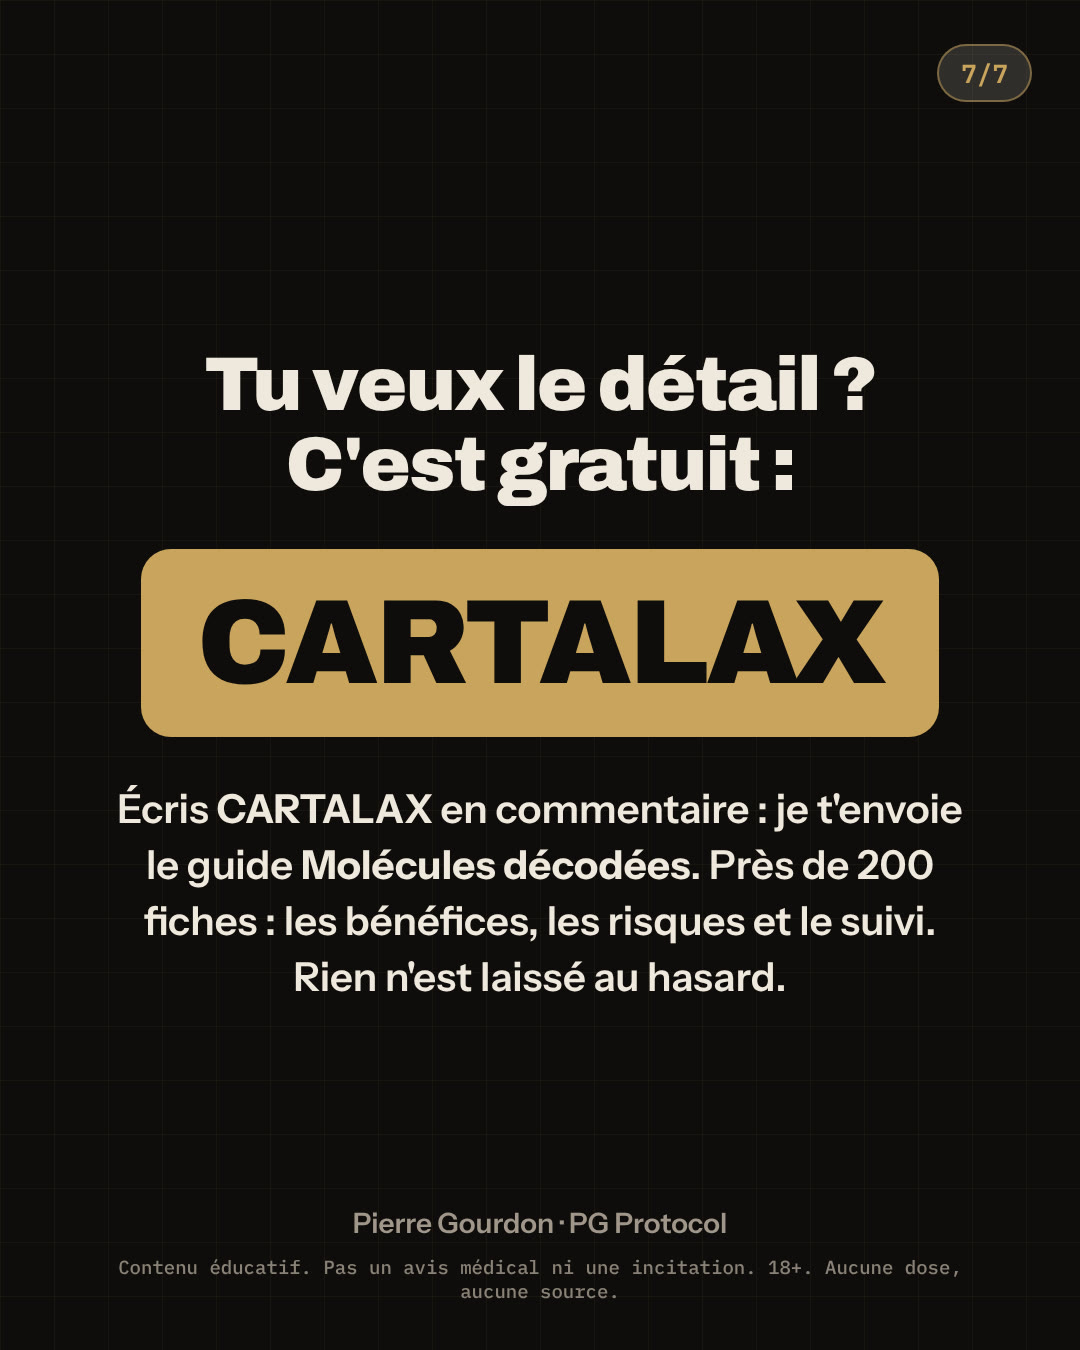 7/7
Tu veux le détail ?
C'est gratuit :
CARTALAX
Écris CARTALAX en commentaire : je t'envoie
le guide Molécules décodées. Près de 200
fiches : les bénéfices, les risques et le suivi.
Rien n'est laissé au hasard.
Pierre Gourdon · PG Protocol
Contenu éducatif. Pas un avis médical ni une incitation. 18+. Aucune dose,
aucune source.